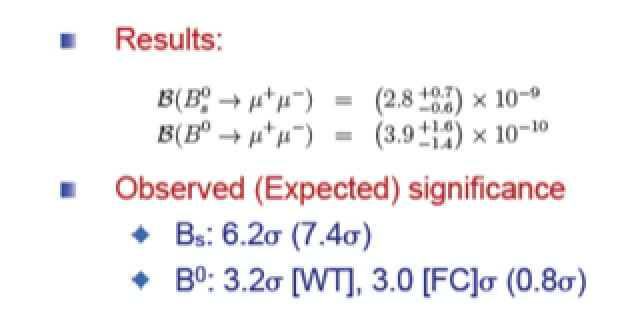 Results:
B(B⁰ₛ → μ⁺μ⁻) = (2.8 +0.7 −0.6) × 10⁻⁹
B(B⁰ → μ⁺μ⁻) = (3.9 +1.6 −1.4) × 10⁻¹⁰
Observed (Expected) significance
Bₛ: 6.2σ (7.4σ)
B⁰: 3.2σ [WT], 3.0 [FC]σ (0.8σ)